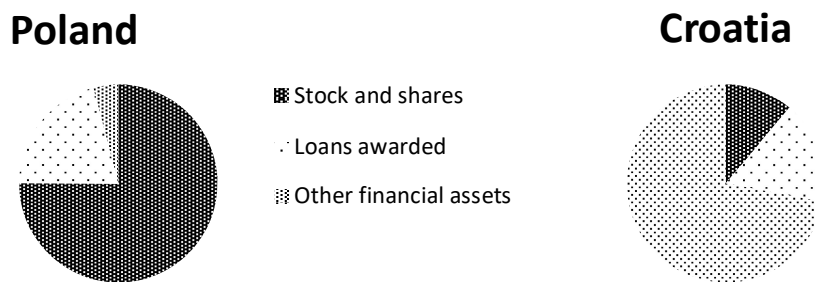 Poland
Croatia
Stock and shares
Loans awarded
Other financial assets